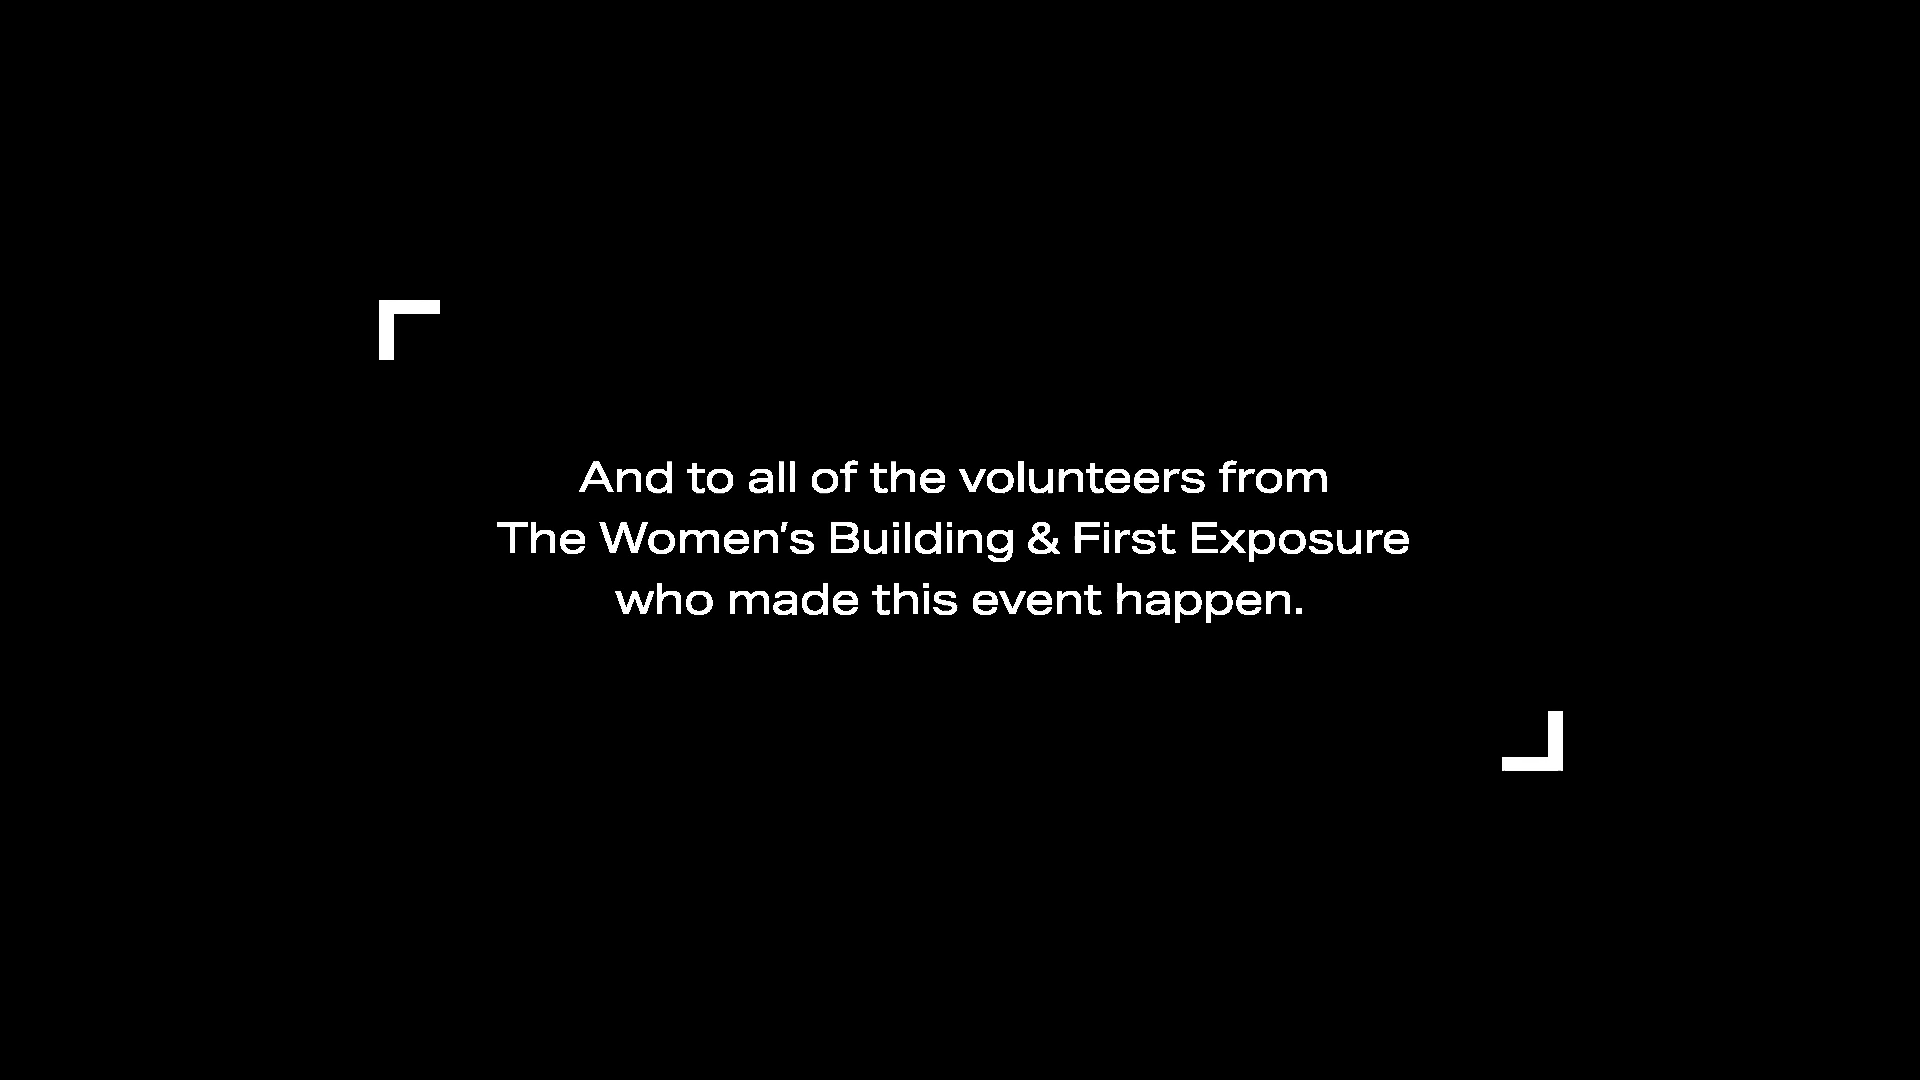 And to all of the volunteers from
The Women's Building & First Exposure
who made this event happen.